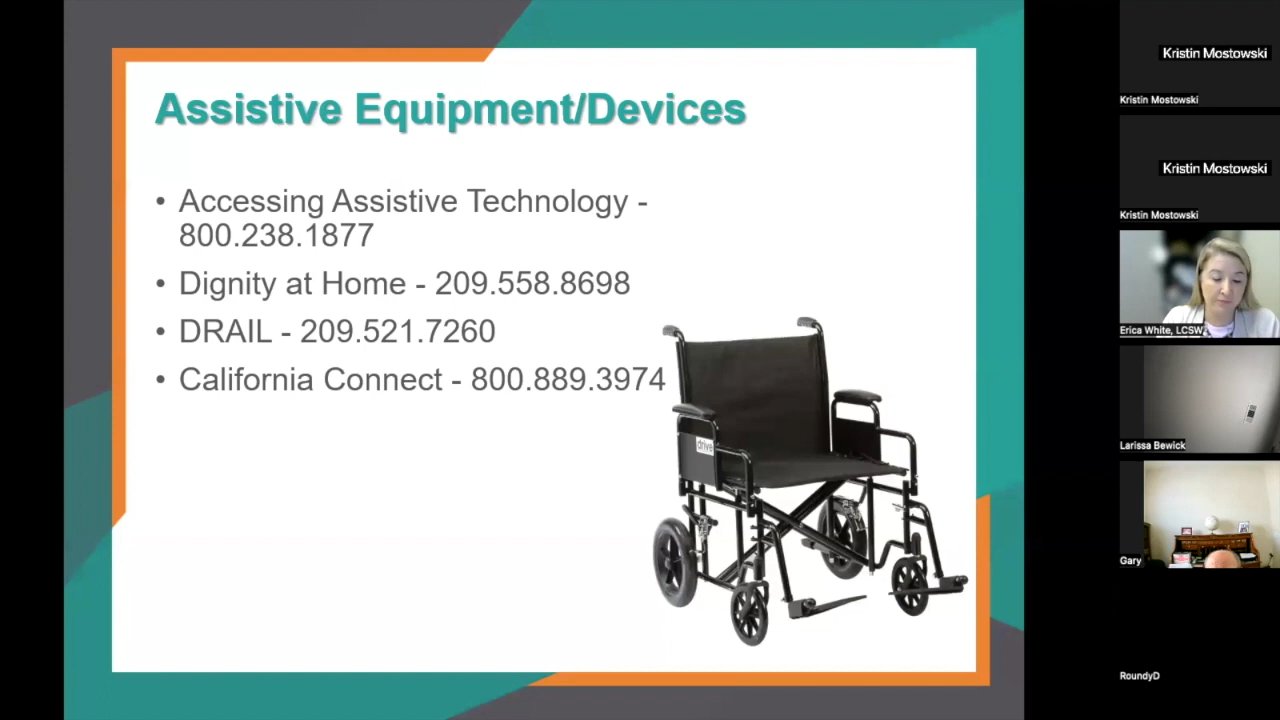 Assistive Equipment/Devices
• Accessing Assistive Technology -
800.238.1877
• Dignity at Home - 209.558.8698
• DRAIL - 209.521.7260
• California Connect - 800.889.3974
drive
Kristin Mostowski
Kristin Mostowski
Kristin Mostowski
Kristin Mostowski
Erica White, LCSW
Larissa Bewick
Gary
RoundyD